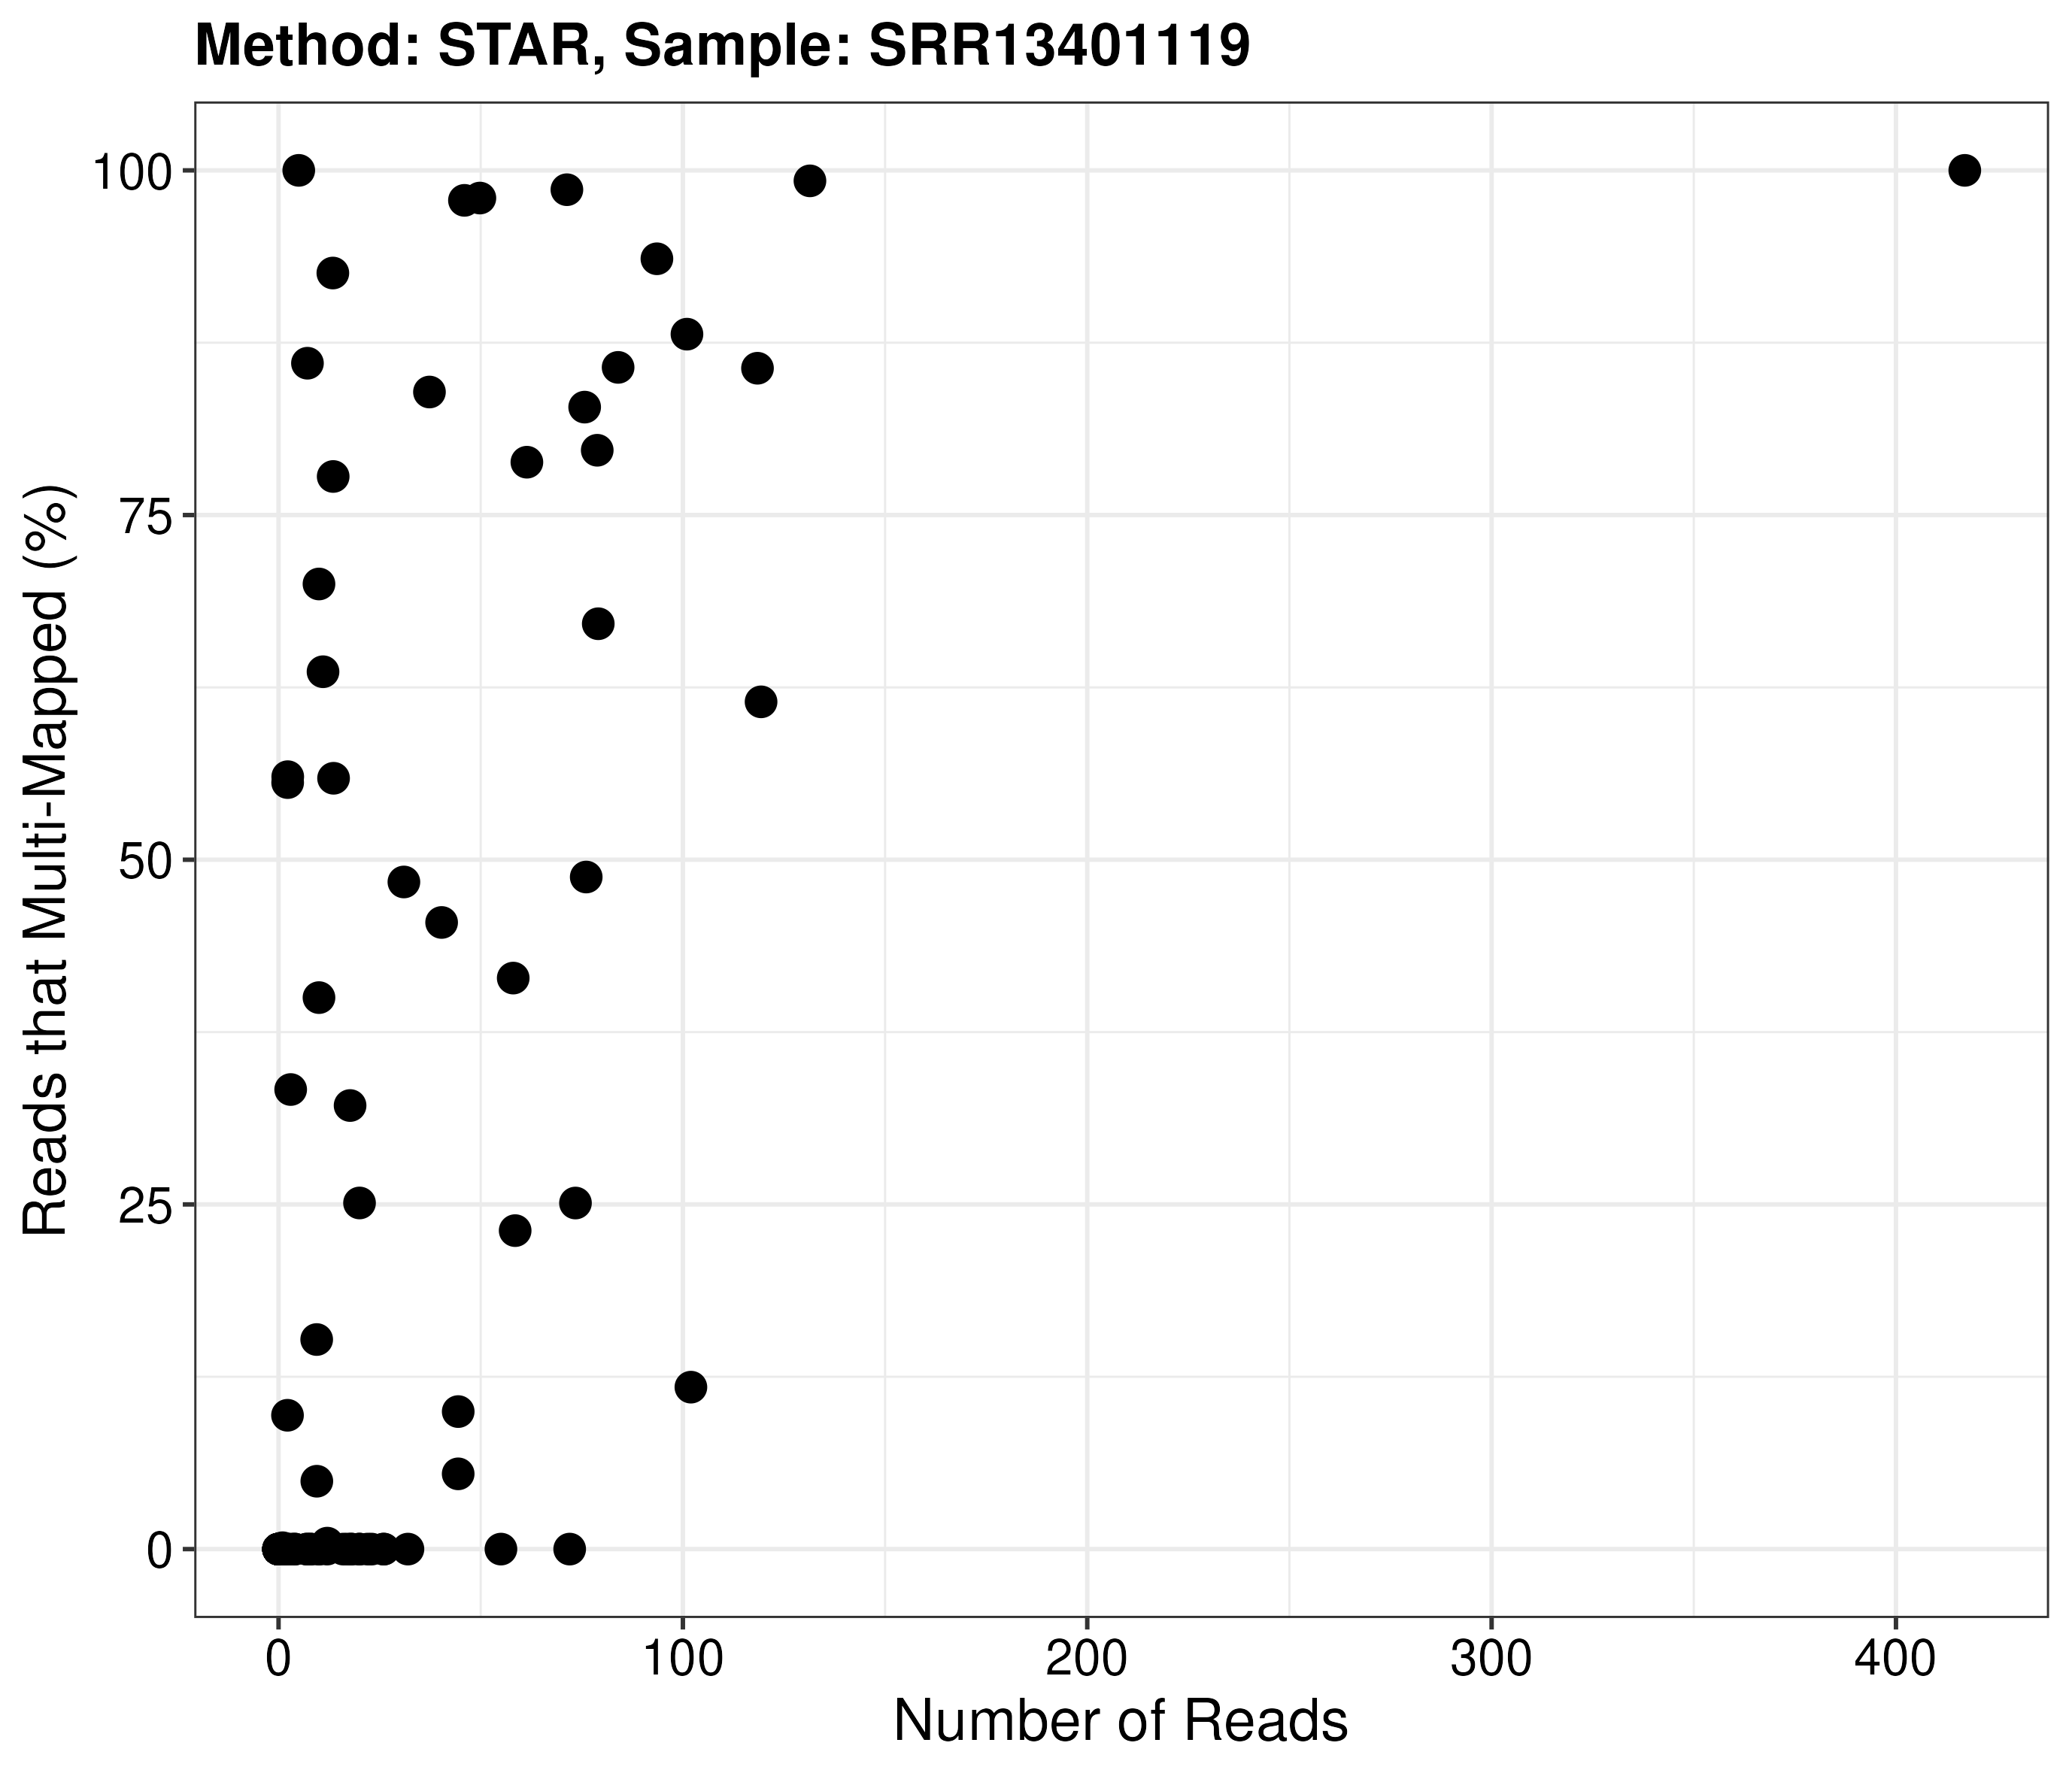 Method: STAR, Sample: SRR13401119
Reads that Multi-Mapped (%)
100
75
50
25
0
0 100 200 300 400
Number of Reads